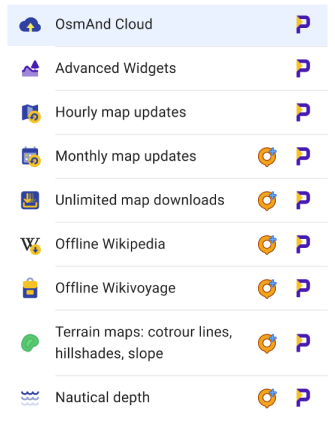 OsmAnd Cloud
Advanced Widgets
Hourly map updates
Monthly map updates
Unlimited map downloads
Offline Wikipedia
Offline Wikivoyage
Terrain maps: cotrour lines,
hillshades, slope
Nautical depth